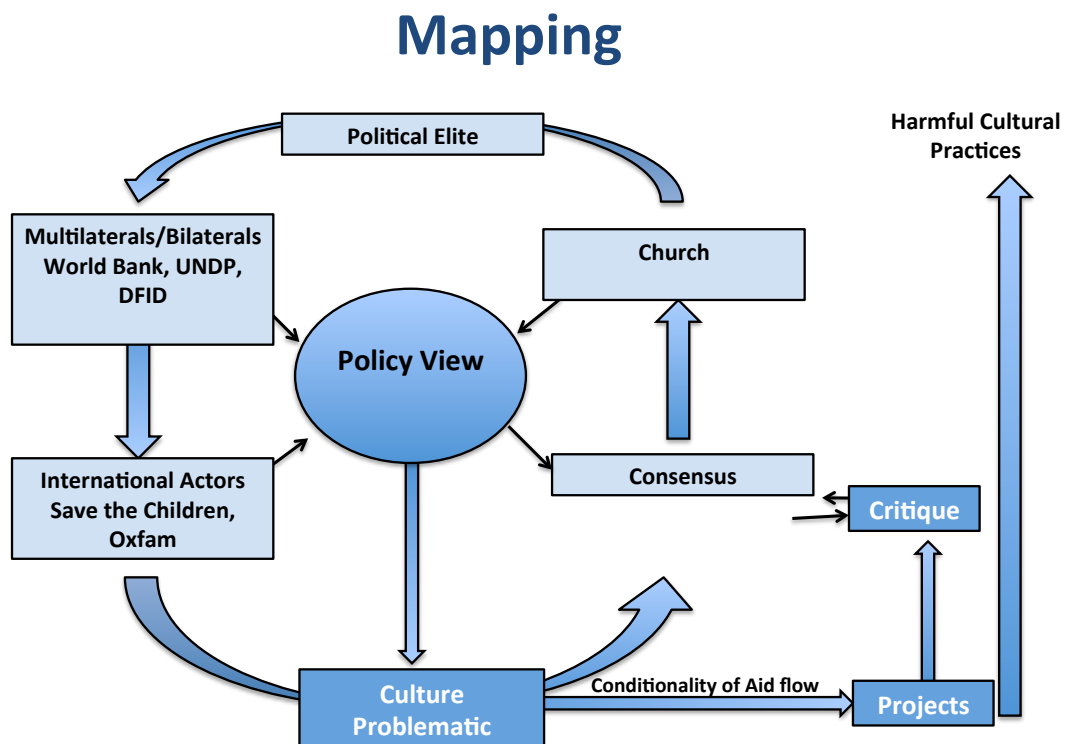 Mapping
Political Elite
Harmful Cultural
Practices
Multilaterals/Bilaterals
World Bank, UNDP,
DFID
Church
Policy View
International Actors
Save the Children,
Oxfam
Consensus
Critique
Culture
Problematic
Conditionality of Aid flow
Projects